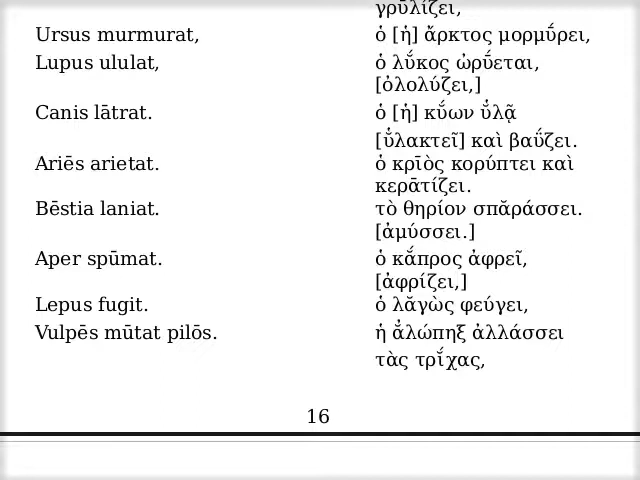 γρῡλίζει,
Ursus murmurat,
ὁ [ἡ] ἄρκτος μορμῡ́ρει,
Lupus ululat,
ὁ λῠ́κος ὠρῡ́εται,
[ὀλολύζει,]
Canis lātrat.
ὁ [ἡ] κῠ́ων ῠ̔λᾷ
[ῠ̔́λακτεῖ] καὶ βαῠ́ζει.
Ariēs arietat.
ὁ κρῑὸς κορύπτει καὶ
κερᾱτίζει.
Bēstia laniat.
τὸ θηρίον σπᾰράσσει.
[ἀμύσσει.]
Aper spūmat.
ὁ κᾰ́προς ἀφρεῖ,
[ἀφρίζει,]
Lepus fugit.
ὁ λᾰγὼς φεύγει,
Vulpēs mūtat pilōs.
ἡ ᾰ̓λώπηξ ἀλλάσσει
τὰς τρῐ́χας,
16